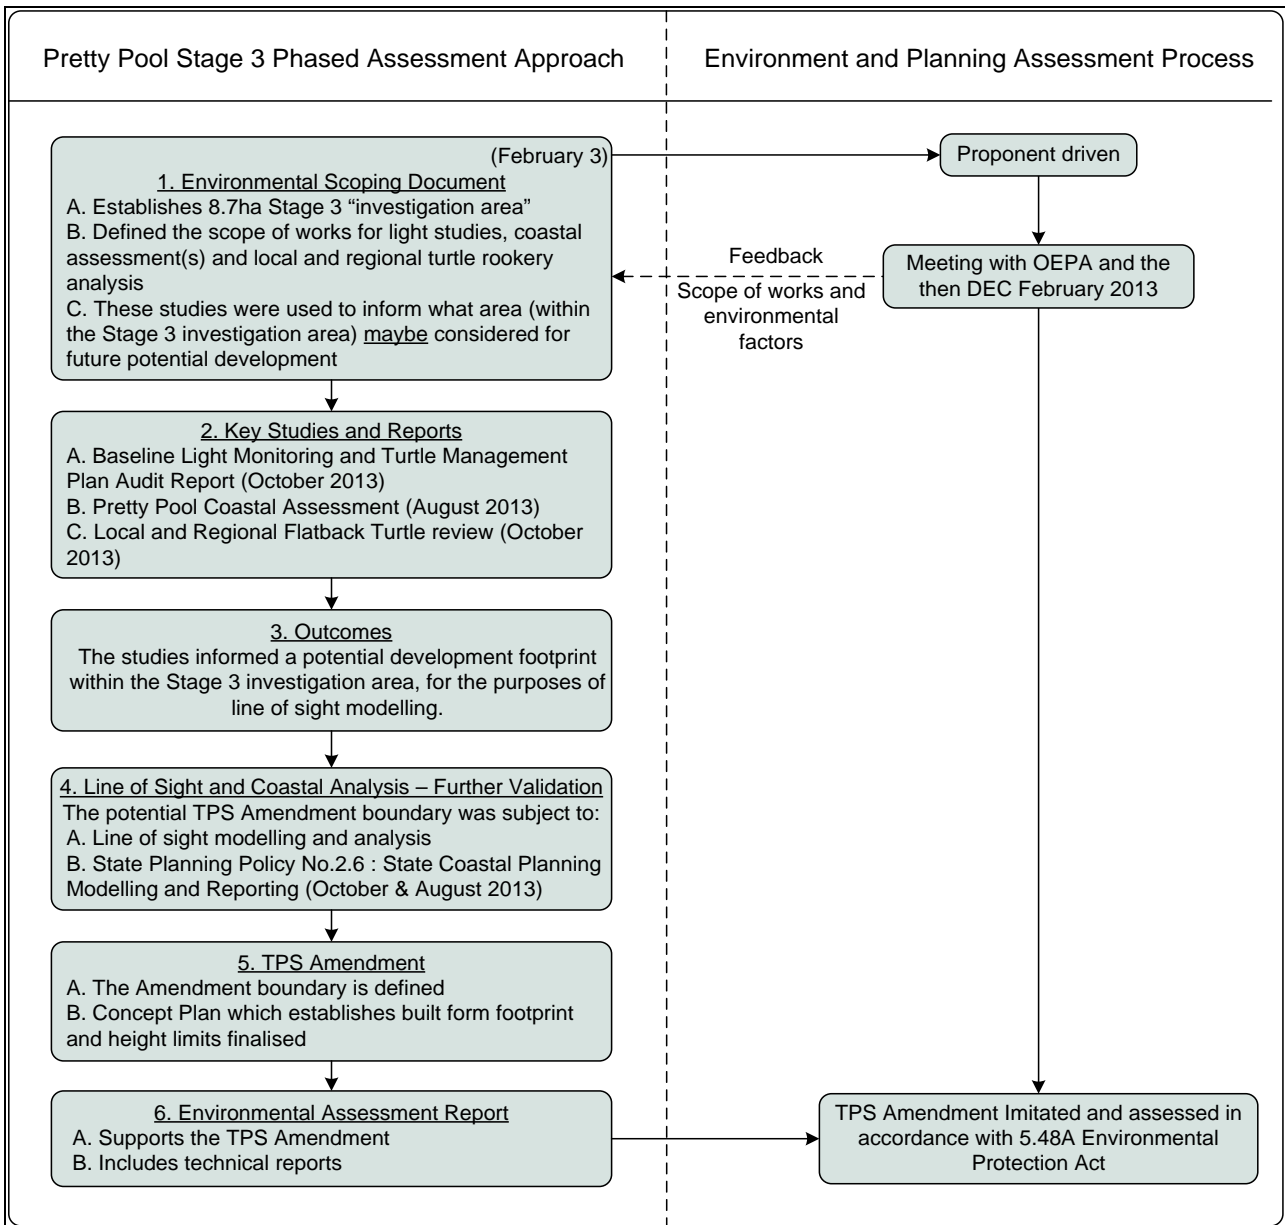 Pretty Pool Stage 3 Phased Assessment Approach
Environment and Planning Assessment Process
(February 3)
1. Environmental Scoping Document
A. Establishes 8.7ha Stage 3 “investigation area”
B. Defined the scope of works for light studies, coastal
assessment(s) and local and regional turtle rookery
analysis
C. These studies were used to inform what area (within
the Stage 3 investigation area) maybe considered for
future potential development
Proponent driven
Feedback
Scope of works and
environmental
factors
Meeting with OEPA and the
then DEC February 2013
2. Key Studies and Reports
A. Baseline Light Monitoring and Turtle Management
Plan Audit Report (October 2013)
B. Pretty Pool Coastal Assessment (August 2013)
C. Local and Regional Flatback Turtle review (October
2013)
3. Outcomes
The studies informed a potential development footprint
within the Stage 3 investigation area, for the purposes of
line of sight modelling.
4. Line of Sight and Coastal Analysis – Further Validation
The potential TPS Amendment boundary was subject to:
A. Line of sight modelling and analysis
B. State Planning Policy No.2.6 : State Coastal Planning
Modelling and Reporting (October & August 2013)
5. TPS Amendment
A. The Amendment boundary is defined
B. Concept Plan which establishes built form footprint
and height limits finalised
6. Environmental Assessment Report
A. Supports the TPS Amendment
B. Includes technical reports
TPS Amendment Imitated and assessed in
accordance with 5.48A Environmental
Protection Act